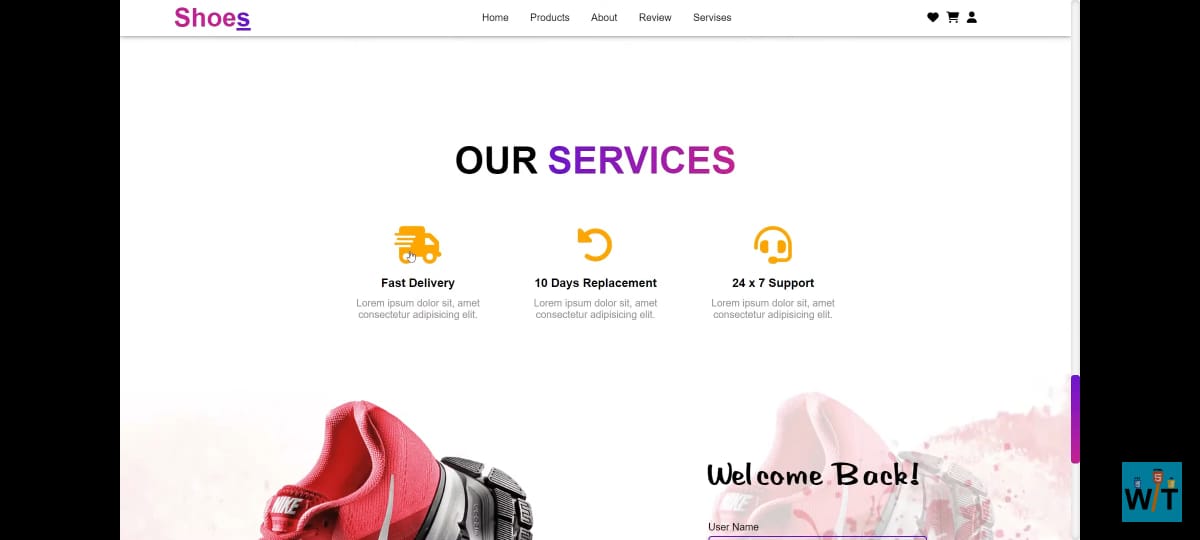 Shoes
Home Products About Review Servises
OUR SERVICES
Fast Delivery
Lorem ipsum dolor sit, amet
consectetur adipisicing elit.
10 Days Replacement
Lorem ipsum dolor sit, amet
consectetur adipisicing elit.
24 x 7 Support
Lorem ipsum dolor sit, amet
consectetur adipisicing elit.
NIKE
Welcome Back!
User Name
W/T